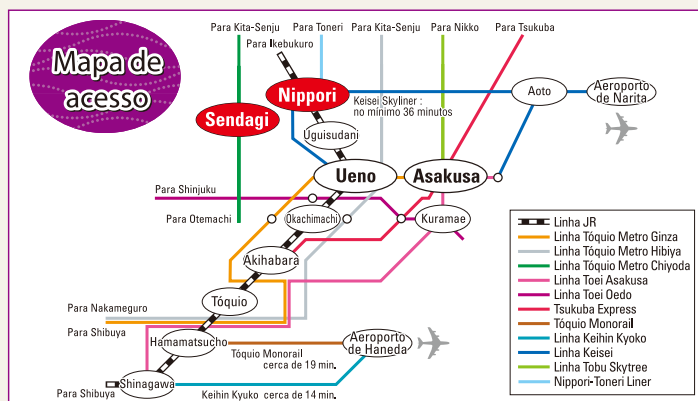 Mapa de
acesso
Para Kita-Senju
Para Toneri
Para Kita-Senju
Para Nikko
Para Tsukuba
Para Ikebukuro
Nippori
Sendagi
Keisei Skyliner :
no mínimo 36 minutos
Aoto
Aeroporto
de Narita
Uguisudani
Ueno
Asakusa
Para Shinjuku
Para Otemachi
Okachimachi
Kuramae
Akihabara
Tóquio
Para Nakameguro
Para Shibuya
Hamamatsucho
Tóquio Monorail
cerca de 19 min.
Aeroporto
de Haneda
Para Shibuya
Shinagawa
Keihin Kyuko cerca de 14 min.
Linha JR
Linha Tóquio Metro Ginza
Linha Tóquio Metro Hibiya
Linha Tóquio Metro Chiyoda
Linha Toei Asakusa
Linha Toei Oedo
Tsukuba Express
Tóquio Monorail
Linha Keihin Kyoko
Linha Keisei
Linha Tobu Skytree
Nippori-Toneri Liner